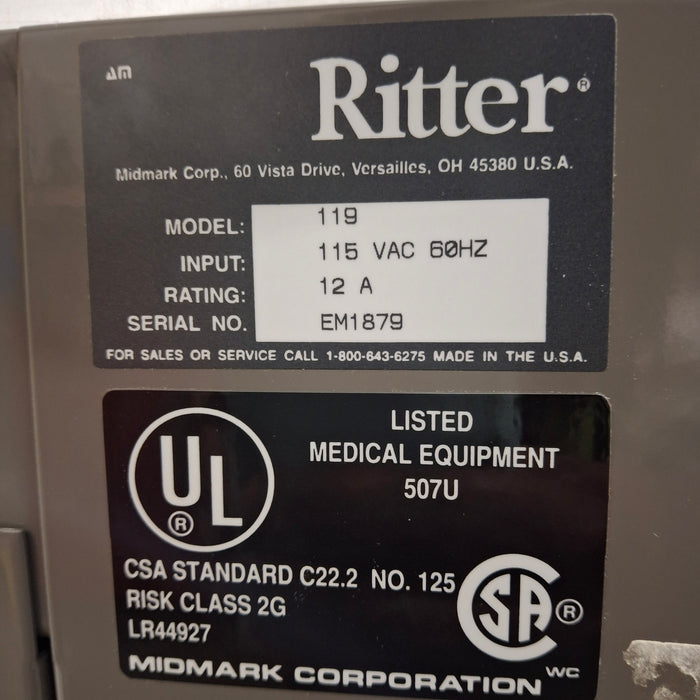 AM
Ritter®
Midmark Corp., 60 Vista Drive, Versailles, OH 45380 U.S.A.
MODEL: 119
INPUT: 115 VAC 60HZ
RATING: 12 A
SERIAL NO. EM1879
FOR SALES OR SERVICE CALL 1-800-643-6275 MADE IN THE U.S.A.
UL®
LISTED
MEDICAL EQUIPMENT
507U
CSA STANDARD C22.2 NO. 125
RISK CLASS 2G
LR44927
SA®
MIDMARK CORPORATION WC